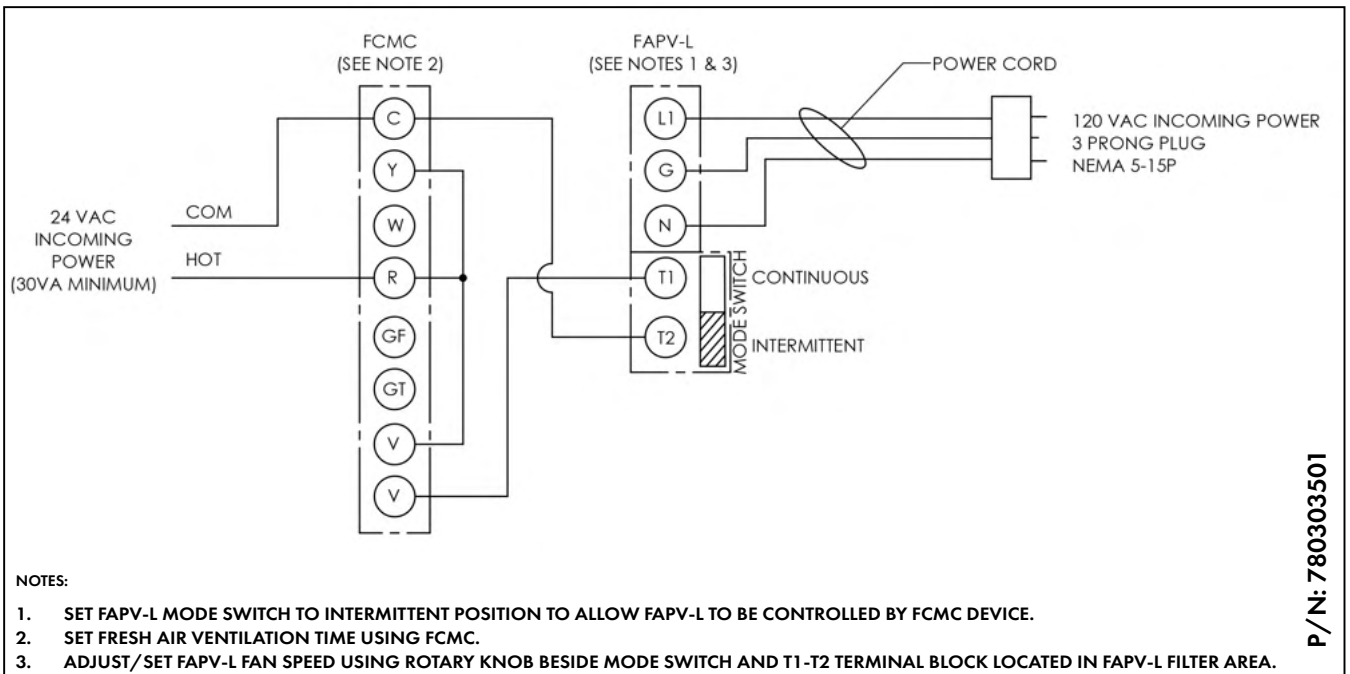 FCMC
(SEE NOTE 2)
FAPV-L
(SEE NOTES 1 & 3)
POWER CORD
C
Y
W
R
GF
GT
V
V
L1
G
N
T1
T2
120 VAC INCOMING POWER
3 PRONG PLUG
NEMA 5-15P
24 VAC
INCOMING
POWER
(30VA MINIMUM)
COM
HOT
MODE SWITCH
CONTINUOUS
INTERMITTENT
P/N: 780303501
NOTES:
1. SET FAPV-L MODE SWITCH TO INTERMITTENT POSITION TO ALLOW FAPV-L TO BE CONTROLLED BY FCMC DEVICE.
2. SET FRESH AIR VENTILATION TIME USING FCMC.
3. ADJUST/SET FAPV-L FAN SPEED USING ROTARY KNOB BESIDE MODE SWITCH AND T1-T2 TERMINAL BLOCK LOCATED IN FAPV-L FILTER AREA.